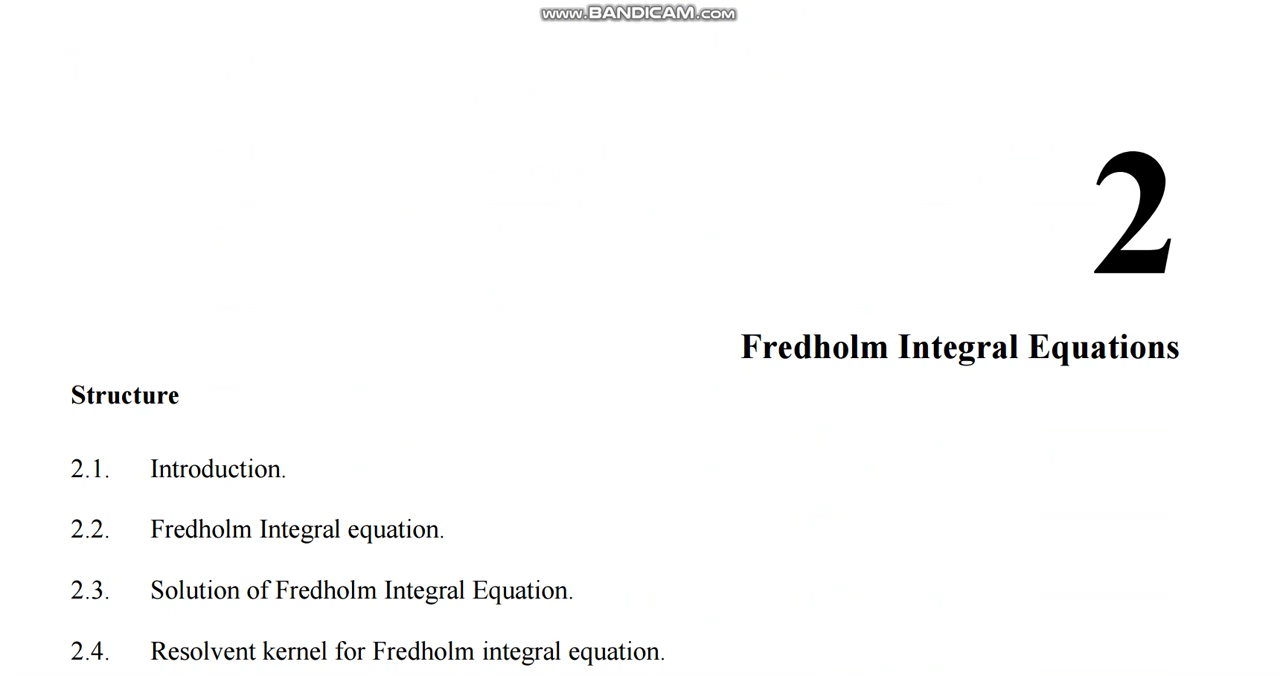 www.BANDICAM.com
2
Fredholm Integral Equations
Structure
2.1. Introduction.
2.2. Fredholm Integral equation.
2.3. Solution of Fredholm Integral Equation.
2.4. Resolvent kernel for Fredholm integral equation.